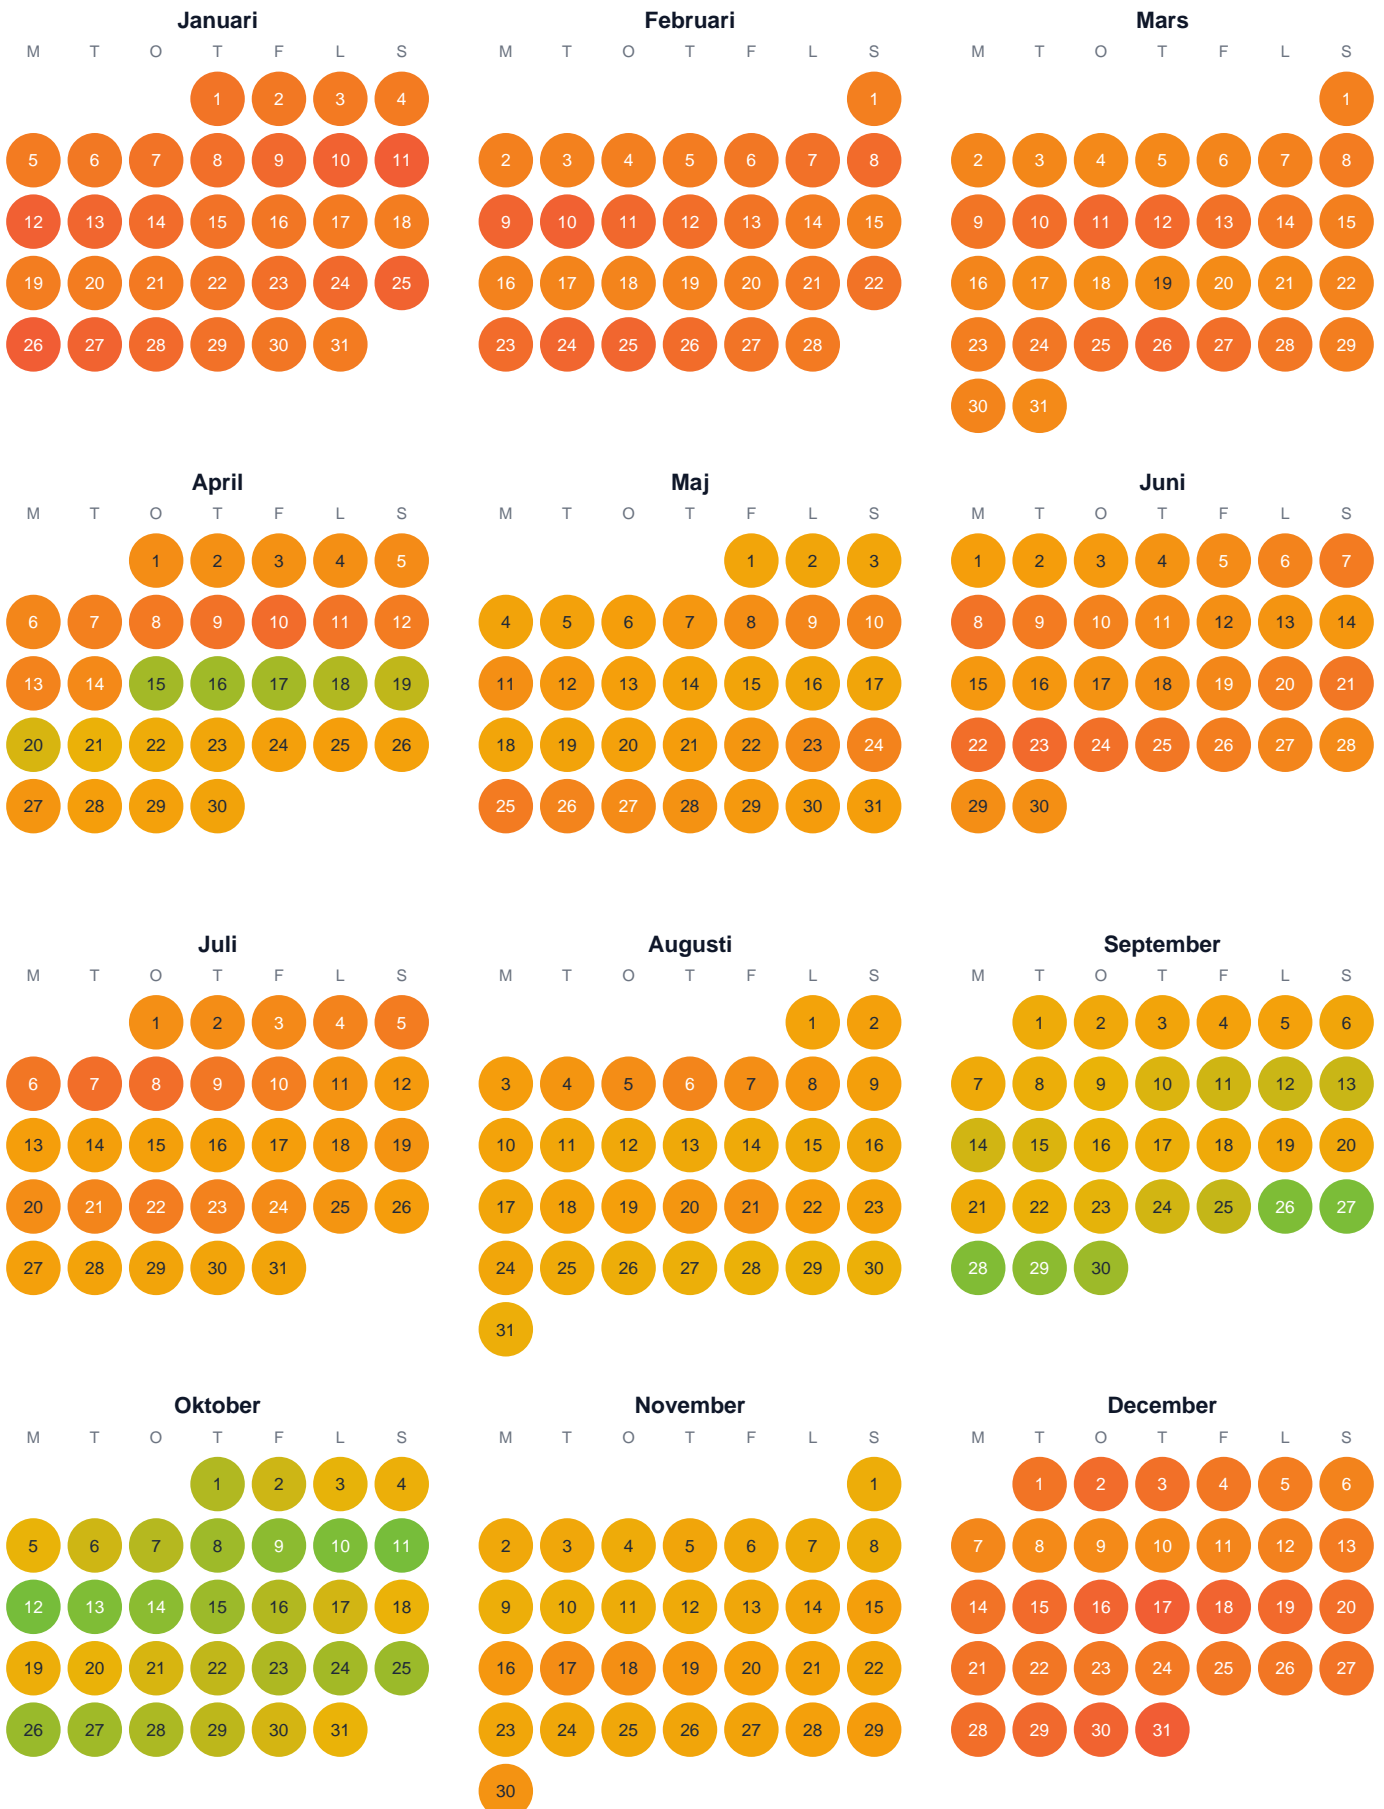 Januari Februari Mars
M T O T F L S M T O T F L S M T O T F L S
1 2 3 4 1 1
5 6 7 8 9 10 11 2 3 4 5 6 7 8 2 3 4 5 6 7 8
12 13 14 15 16 17 18 9 10 11 12 13 14 15 9 10 11 12 13 14 15
19 20 21 22 23 24 25 16 17 18 19 20 21 22 16 17 18 19 20 21 22
26 27 28 29 30 31 23 24 25 26 27 28 23 24 25 26 27 28 29
30 31
April Maj Juni
M T O T F L S M T O T F L S M T O T F L S
1 2 3 4 5 1 2 3 1 2 3 4 5 6 7
6 7 8 9 10 11 12 4 5 6 7 8 9 10 8 9 10 11 12 13 14
13 14 15 16 17 18 19 11 12 13 14 15 16 17 15 16 17 18 19 20 21
20 21 22 23 24 25 26 18 19 20 21 22 23 24 22 23 24 25 26 27 28
27 28 29 30 25 26 27 28 29 30 31 29 30
Juli Augusti September
M T O T F L S M T O T F L S M T O T F L S
1 2 3 4 5 1 2 1 2 3 4 5 6
6 7 8 9 10 11 12 3 4 5 6 7 8 9 7 8 9 10 11 12 13
13 14 15 16 17 18 19 10 11 12 13 14 15 16 14 15 16 17 18 19 20
20 21 22 23 24 25 26 17 18 19 20 21 22 23 21 22 23 24 25 26 27
27 28 29 30 31 24 25 26 27 28 29 30 28 29 30
31
Oktober November December
M T O T F L S M T O T F L S M T O T F L S
1 2 3 4 1 1 2 3 4 5 6
5 6 7 8 9 10 11 2 3 4 5 6 7 8 7 8 9 10 11 12 13
12 13 14 15 16 17 18 9 10 11 12 13 14 15 14 15 16 17 18 19 20
19 20 21 22 23 24 25 16 17 18 19 20 21 22 21 22 23 24 25 26 27
26 27 28 29 30 31 23 24 25 26 27 28 29 28 29 30 31
30